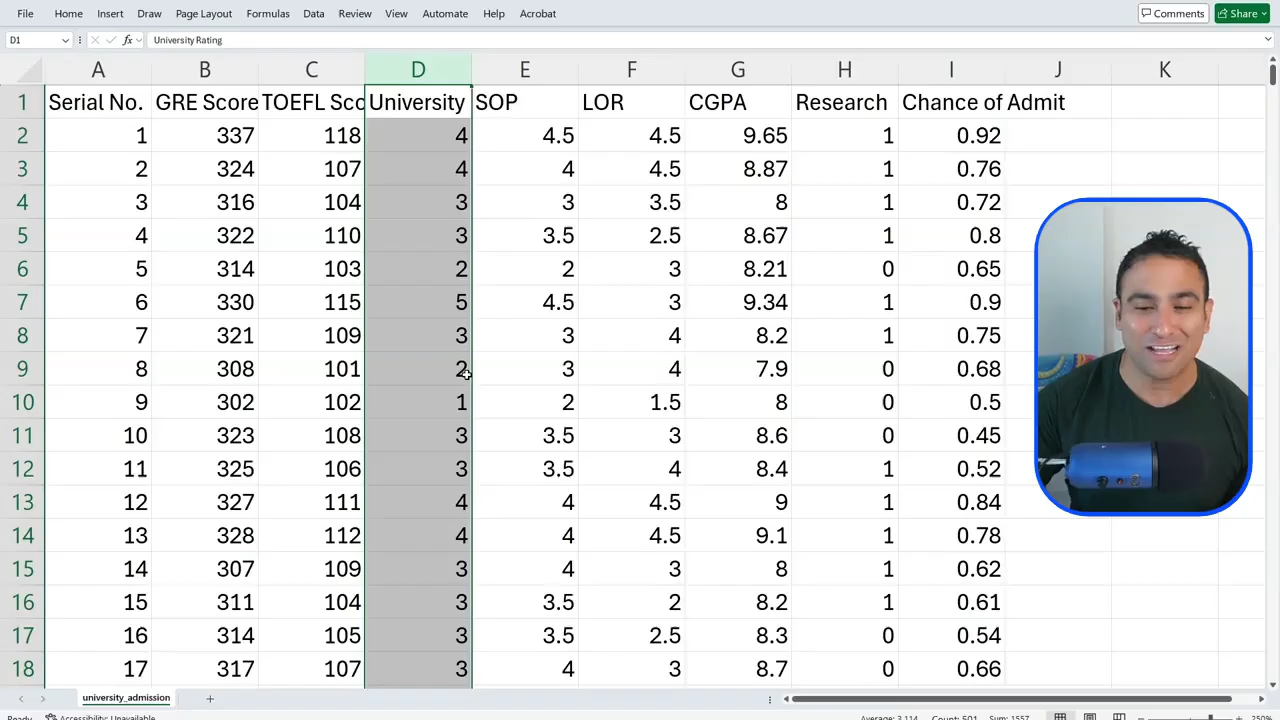 File Home Insert Draw Page Layout Formulas Data Review View Automate Help Acrobat Comments Share
D1 fx University Rating
A B C D E F G H I J K
1 Serial No. GRE Score TOEFL Sco University SOP LOR CGPA Research Chance of Admit
2 1 337 118 4 4.5 4.5 9.65 1 0.92
3 2 324 107 4 4 4.5 8.87 1 0.76
4 3 316 104 3 3 3.5 8 1 0.72
5 4 322 110 3 3.5 2.5 8.67 1 0.8
6 5 314 103 2 2 3 8.21 0 0.65
7 6 330 115 5 4.5 3 9.34 1 0.9
8 7 321 109 3 3 4 8.2 1 0.75
9 8 308 101 2 3 4 7.9 0 0.68
10 9 302 102 1 2 1.5 8 0 0.5
11 10 323 108 3 3.5 3 8.6 0 0.45
12 11 325 106 3 3.5 4 8.4 1 0.52
13 12 327 111 4 4 4.5 9 1 0.84
14 13 328 112 4 4 4.5 9.1 1 0.78
15 14 307 109 3 4 3 8 1 0.62
16 15 311 104 3 3.5 2 8.2 1 0.61
17 16 314 105 3 3.5 2.5 8.3 0 0.54
18 17 317 107 3 4 3 8.7 0 0.66
university_admission
Ready Accessibility: Unavailable Average: 3.114 Count: 501 Sum: 1557 250%